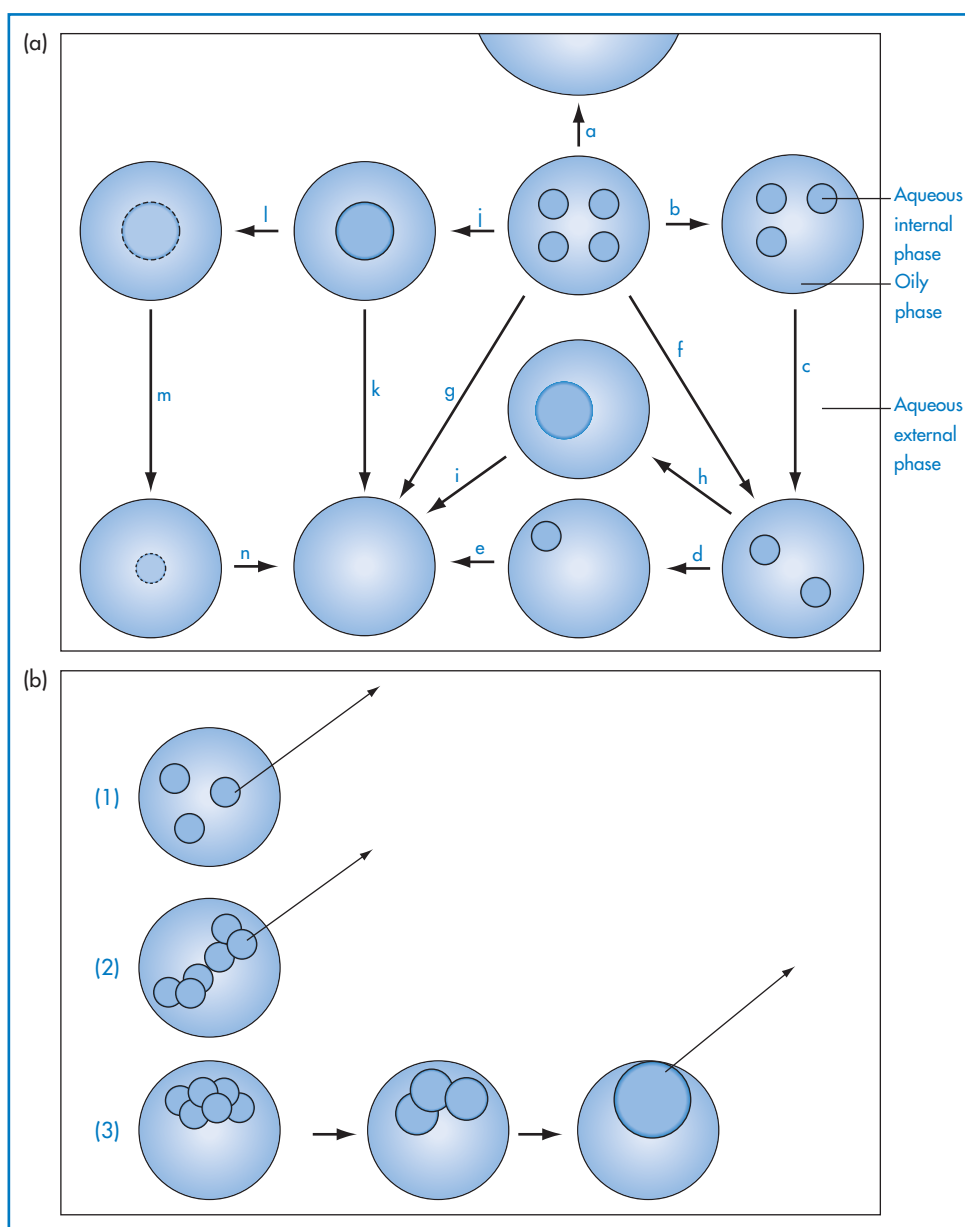 (a)
a
l
j
b
Aqueous
internal
phase
Oily
phase
m
k
g
f
c
Aqueous
external
phase
i
h
n
e
d
(b)
(1)
(2)
(3)